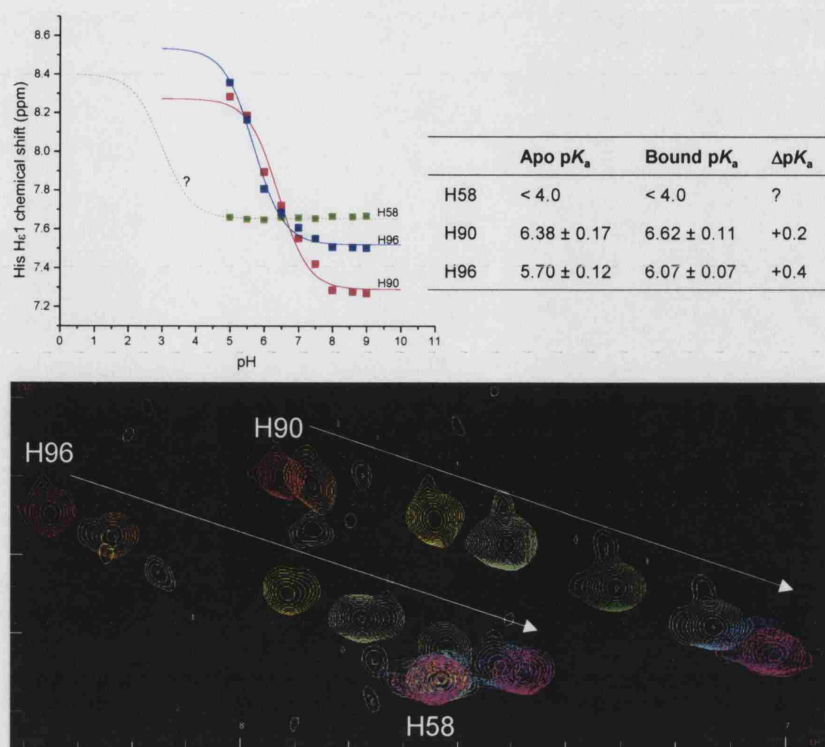 8.6
8.4
8.2
8.0
7.8
7.6
7.4
7.2
His Hε1 chemical shift (ppm)
?
H58
H96
H90
0 1 2 3 4 5 6 7 8 9 10 11
pH
Apo pKa Bound pKa ΔpKa
H58 < 4.0 < 4.0 ?
H90 6.38 ± 0.17 6.62 ± 0.11 +0.2
H96 5.70 ± 0.12 6.07 ± 0.07 +0.4
H90
H96
H58
8
7